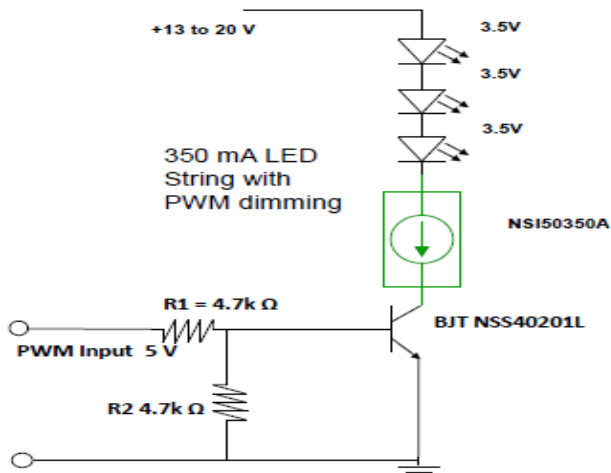 +13 to 20 V
3.5V
3.5V
3.5V
350 mA LED
String with
PWM dimming
NSI50350A
R1 = 4.7k Ω
BJT NSS40201L
PWM Input 5 V
R2 4.7k Ω